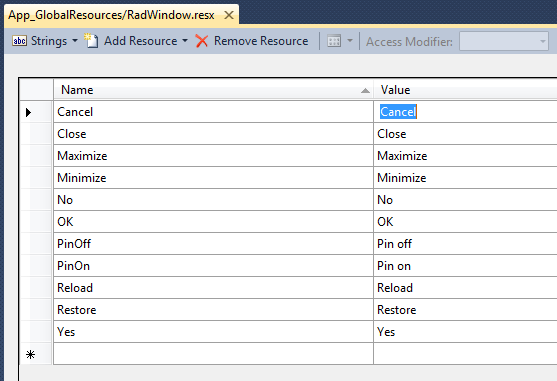 App_GlobalResources/RadWindow.resx
abc Strings Add Resource Remove Resource Access Modifier:
Name Value
Cancel Cancel
Close Close
Maximize Maximize
Minimize Minimize
No No
OK OK
PinOff Pin off
PinOn Pin on
Reload Reload
Restore Restore
Yes Yes